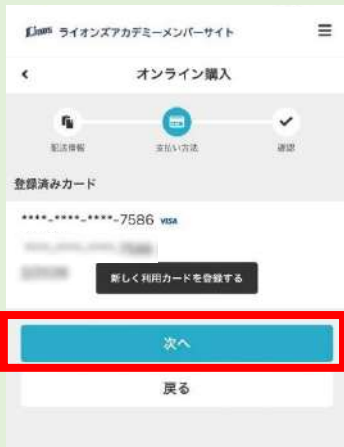 Lions ライオンズアカデミーメンバーサイト
オンライン購入
配送情報 支払い方法 確認
登録済みカード
****-****-****-7586 VISA
新しく利用カードを登録する
次へ
戻る